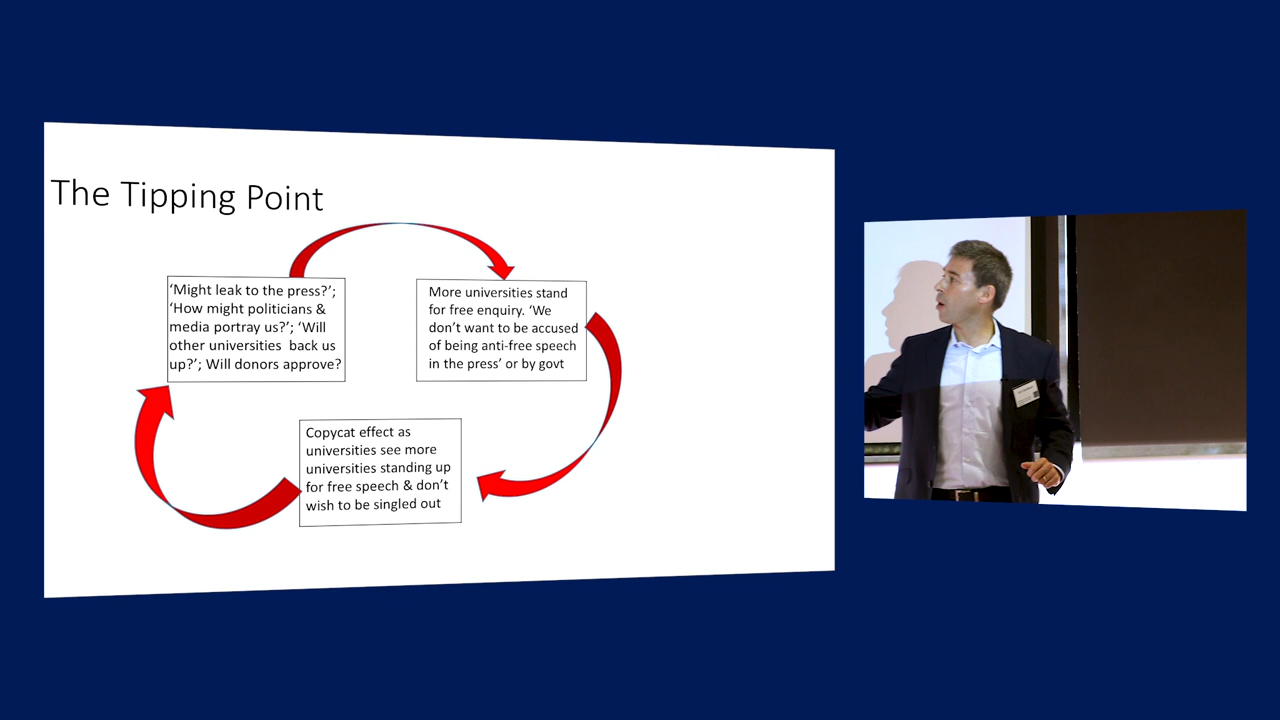 The Tipping Point
‘Might leak to the press?’;
‘How might politicians &
media portray us?’; ‘Will
other universities back us
up?’; Will donors approve?
More universities stand
for free enquiry. ‘We
don’t want to be accused
of being anti-free speech
in the press’ or by govt
Copycat effect as
universities see more
universities standing up
for free speech & don’t
wish to be singled out